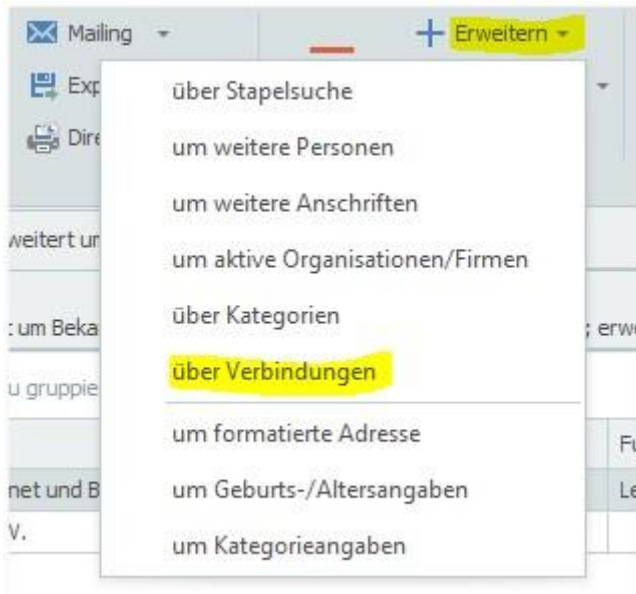 Mailing
Erweitern
Exp
über Stapelsuche
um weitere Personen
Dire
um weitere Anschriften
weitert ur
um aktive Organisationen/Firmen
über Kategorien
: um Beka
; erwe
über Verbindungen
u gruppie
um formatierte Adresse
Fu
um Geburts-/Altersangaben
net und B
Le
V.
um Kategorieangaben